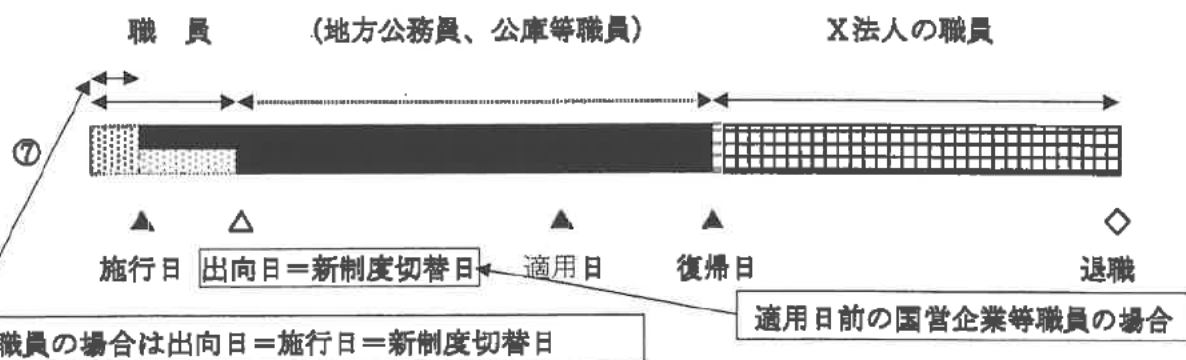 職　員　(地方公務員、公庫等職員)　X法人の職員
⑦
施行日　出向日＝新制度切替日　適用日　復帰日　退職
適用日前の国営企業等職員の場合
職員の場合は出向日＝施行日＝新制度切替日